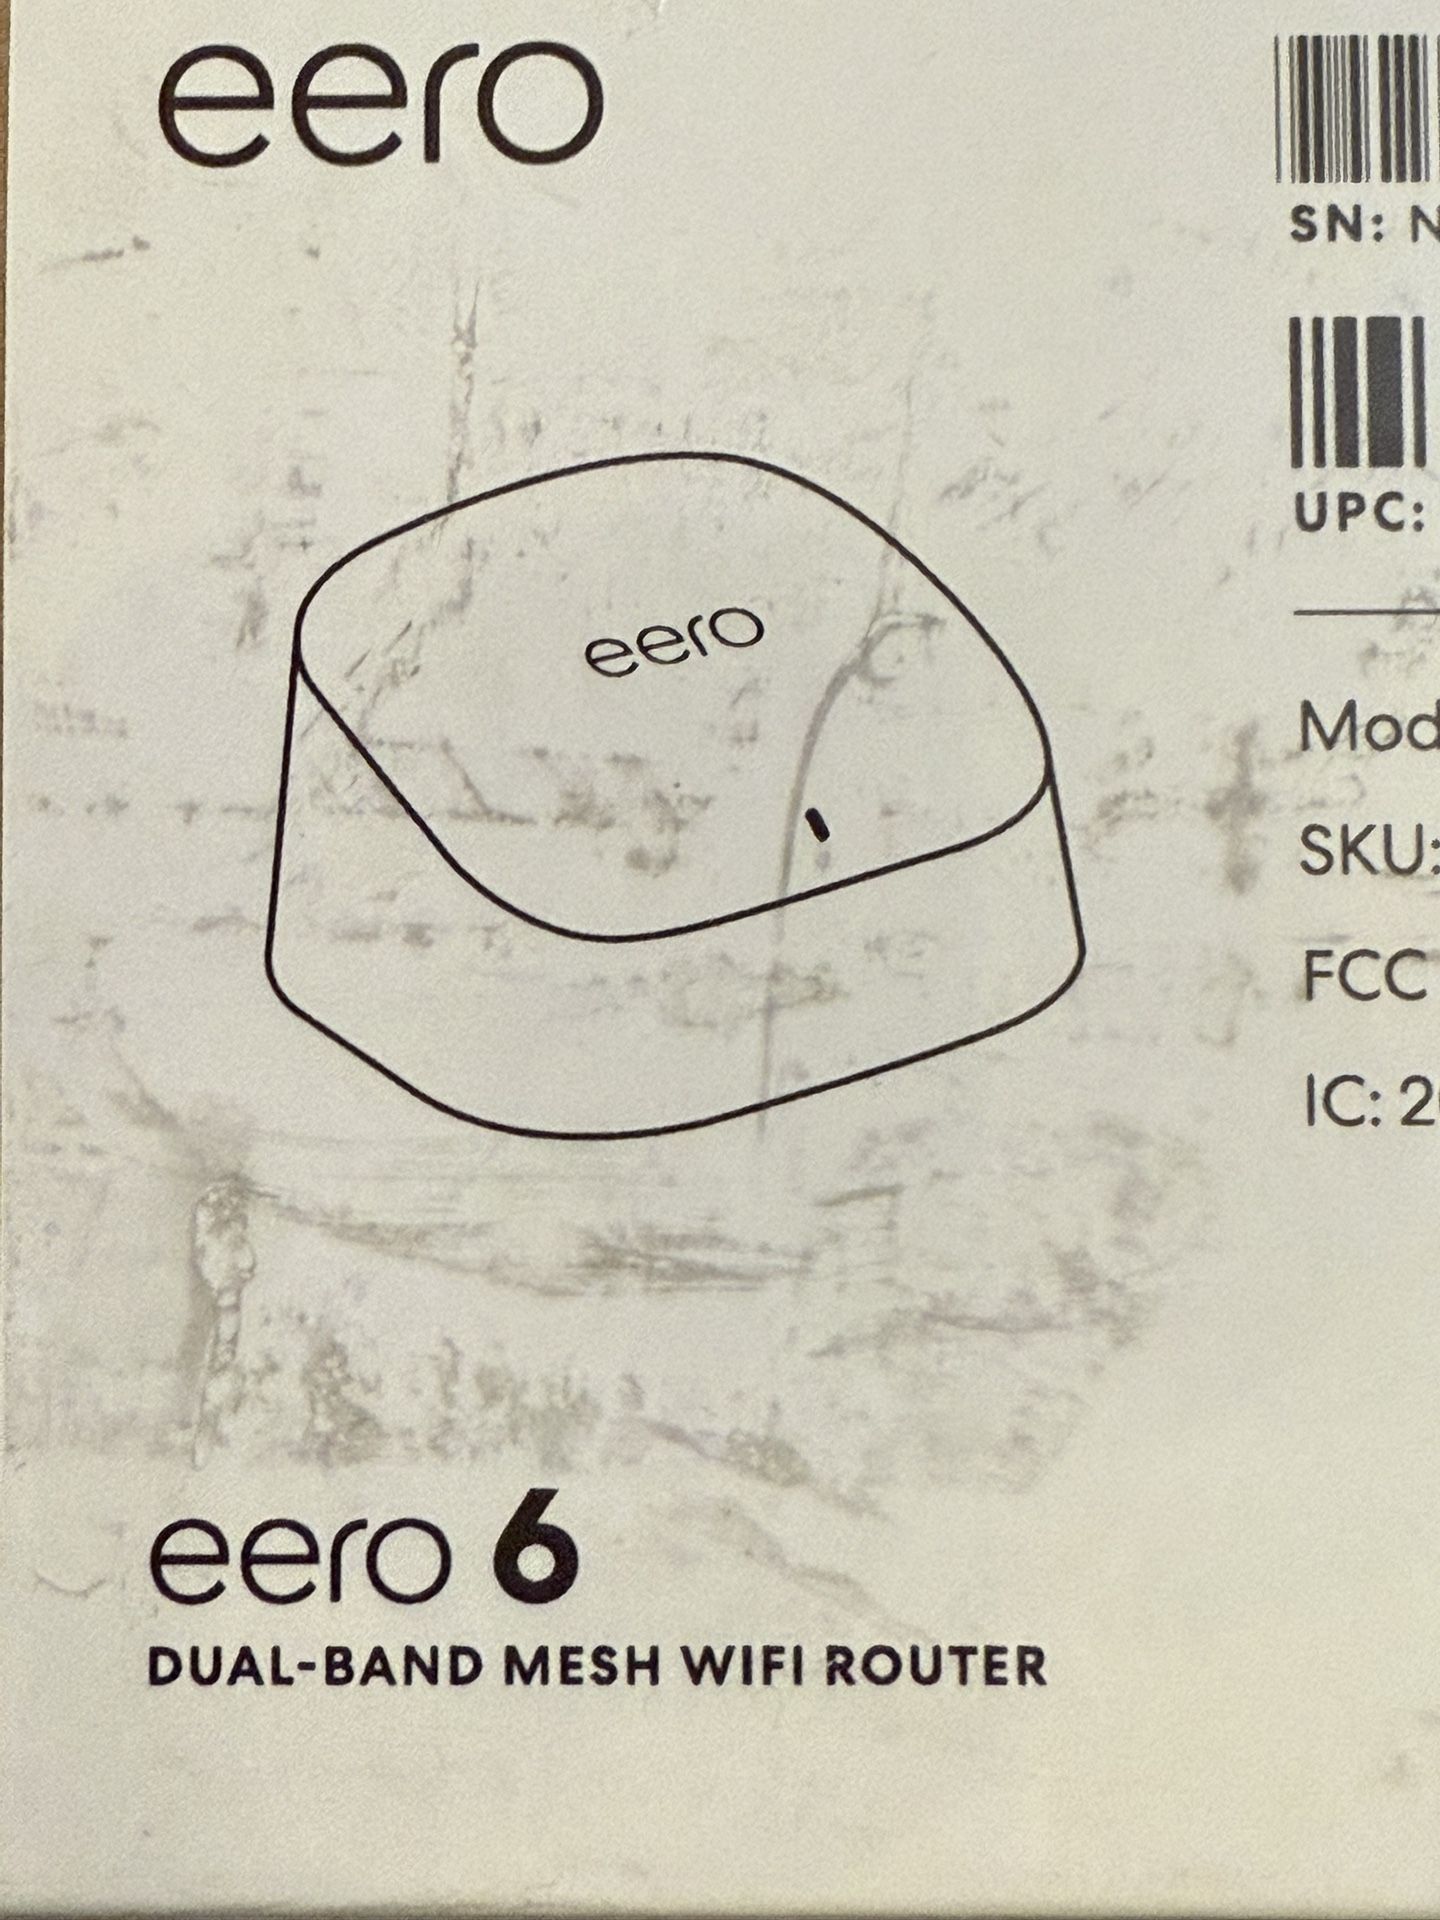 eero
SN: N
UPC:
eero
Mod
SKU:
FCC
IC: 2
eero 6
DUAL-BAND MESH WIFI ROUTER